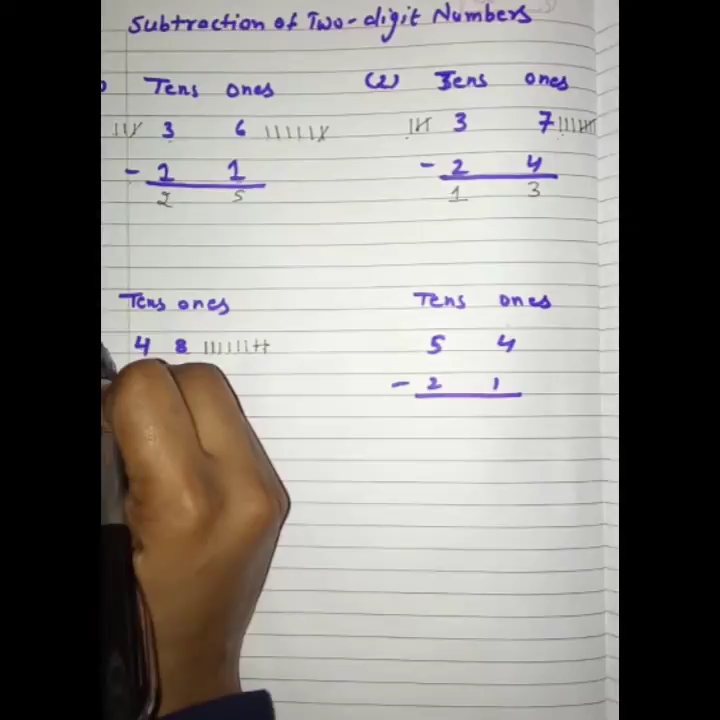 Subtraction of Two-digit Numbers
Tens ones
3 6
- 1 1
2 5
(2) Tens ones
3 7
- 2 4
1 3
Tens ones
4 8
Tens ones
5 4
- 2 1